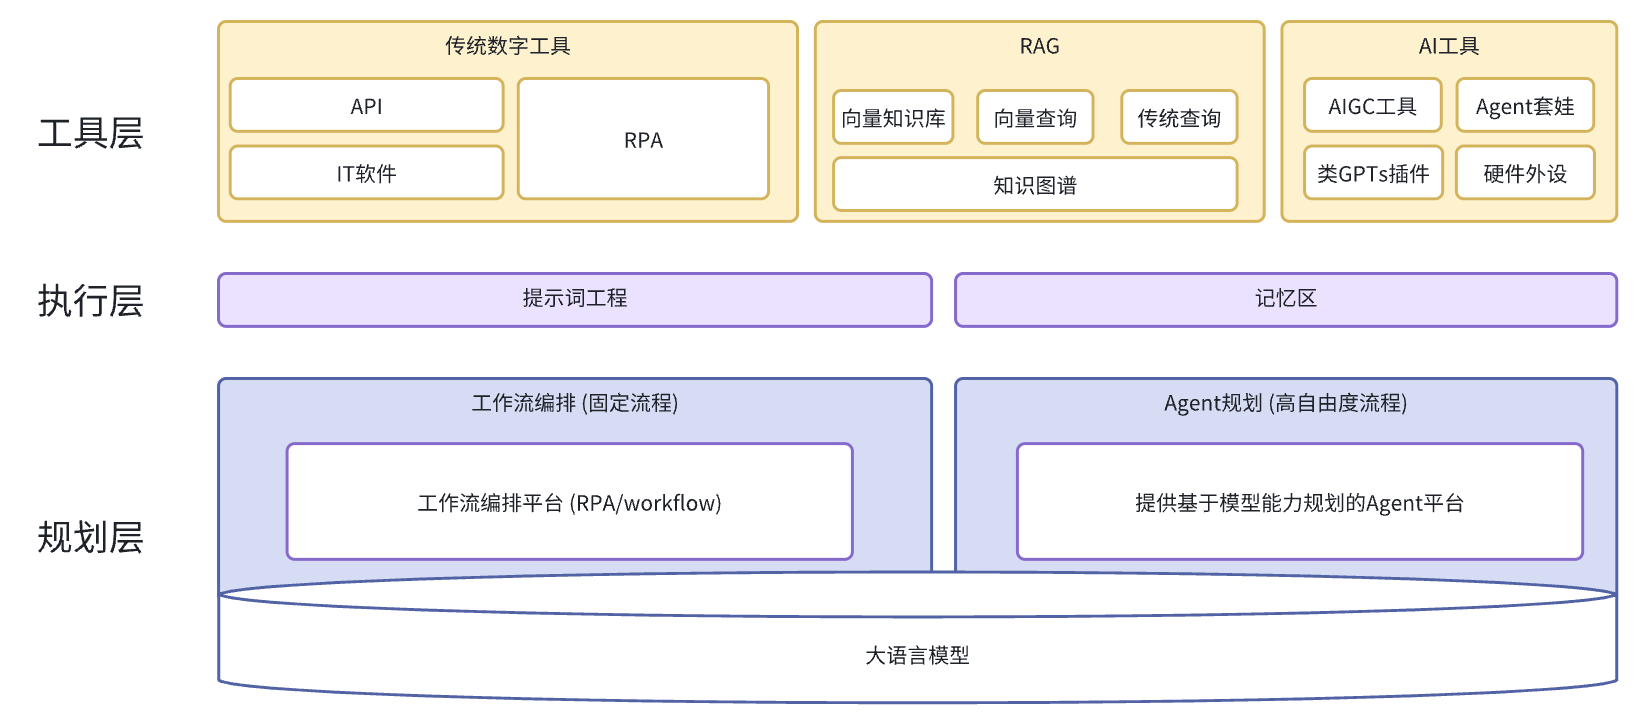 工具层
传统数字工具
API
IT软件
RPA
RAG
向量知识库
向量查询
传统查询
知识图谱
AI工具
AIGC工具
Agent套娃
类GPTs插件
硬件外设
执行层
提示词工程
记忆区
规划层
工作流编排 (固定流程)
工作流编排平台 (RPA/workflow)
Agent规划 (高自由度流程)
提供基于模型能力规划的Agent平台
大语言模型